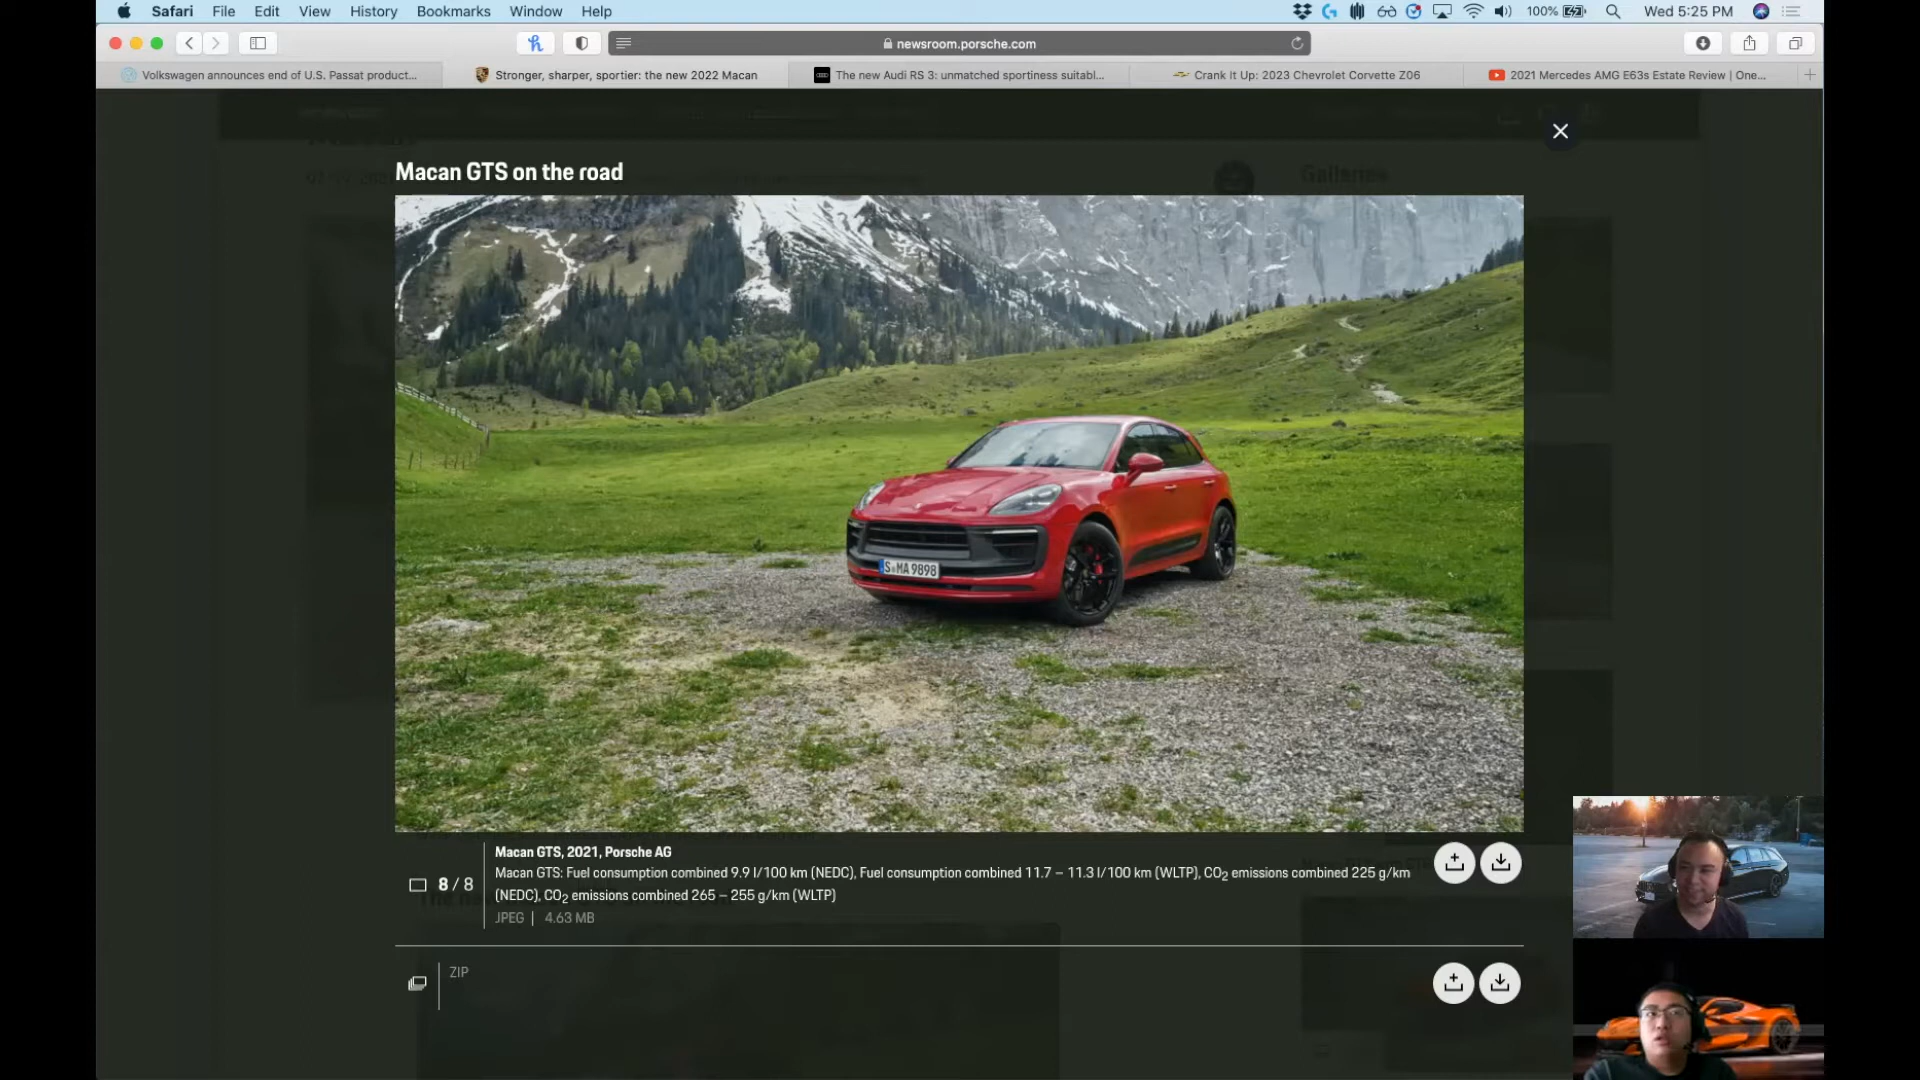 Safari File Edit View History Bookmarks Window Help 100% Wed 5:25 PM
newsroom.porsche.com
Volkswagen announces end of U.S. Passat product...
Stronger, sharper, sportier: the new 2022 Macan
The new Audi RS 3: unmatched sportiness suitabl...
Crank It Up: 2023 Chevrolet Corvette Z06
2021 Mercedes AMG E63s Estate Review | One...
Galleries
Macan GTS on the road
S MA 9898
8 / 8
Macan GTS, 2021, Porsche AG
Macan GTS: Fuel consumption combined 9.9 l/100 km (NEDC), Fuel consumption combined 11.7 – 11.3 l/100 km (WLTP), CO2 emissions combined 225 g/km
(NEDC), CO2 emissions combined 265 – 255 g/km (WLTP)
JPEG | 4.63 MB
ZIP